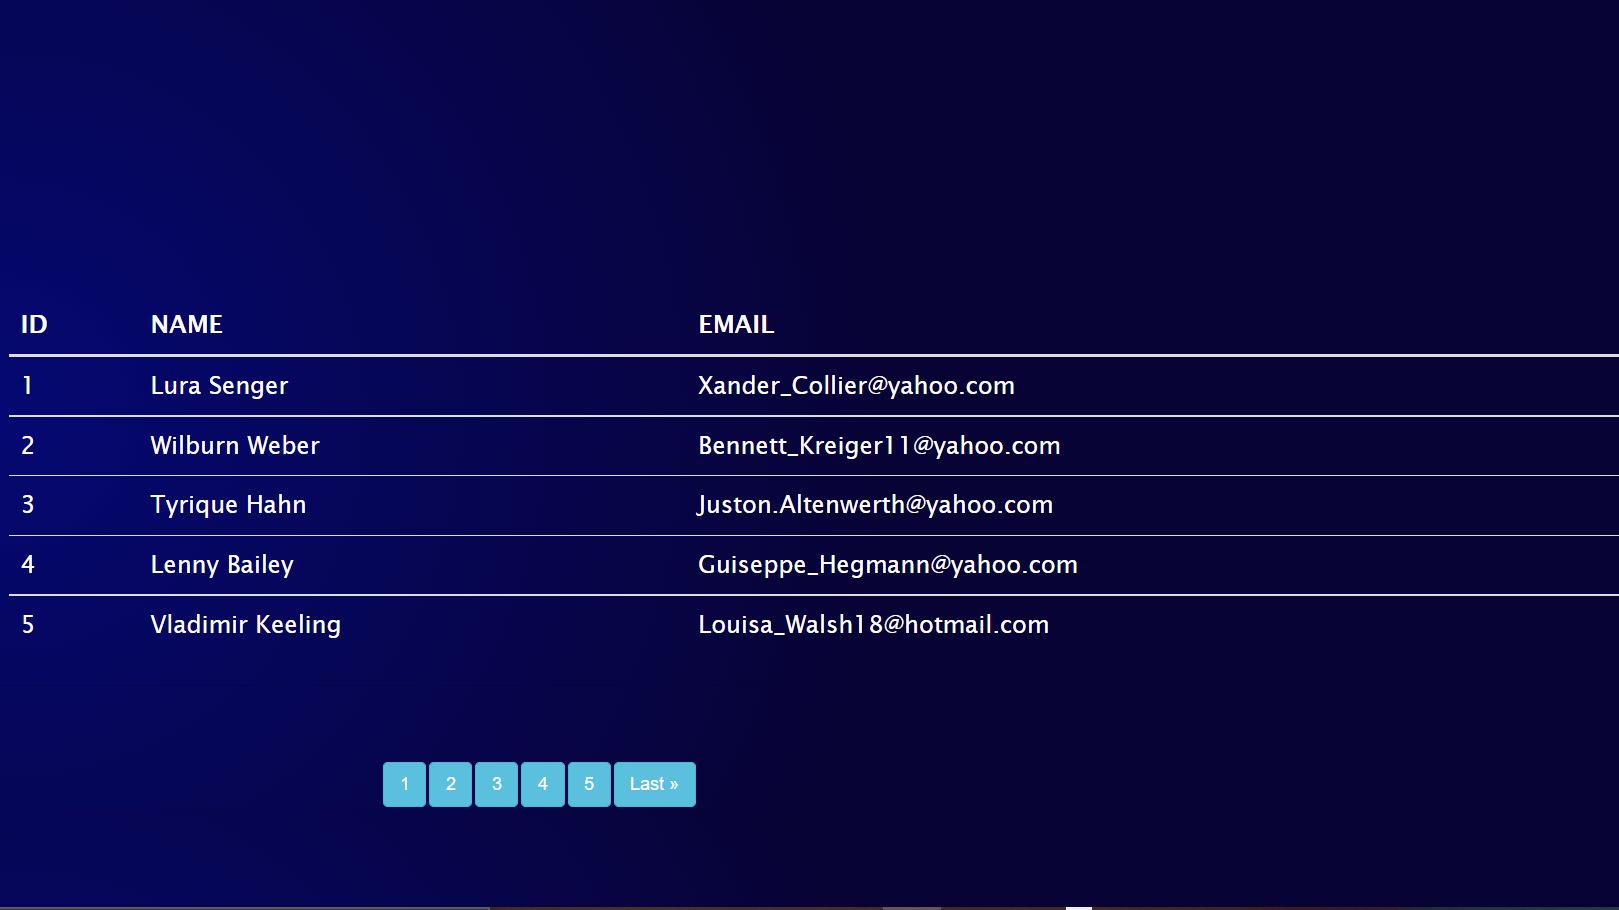 ID NAME EMAIL
1 Lura Senger Xander_Collier@yahoo.com
2 Wilburn Weber Bennett_Kreiger11@yahoo.com
3 Tyrique Hahn Juston.Altenwerth@yahoo.com
4 Lenny Bailey Guiseppe_Hegmann@yahoo.com
5 Vladimir Keeling Louisa_Walsh18@hotmail.com
1 2 3 4 5 Last »